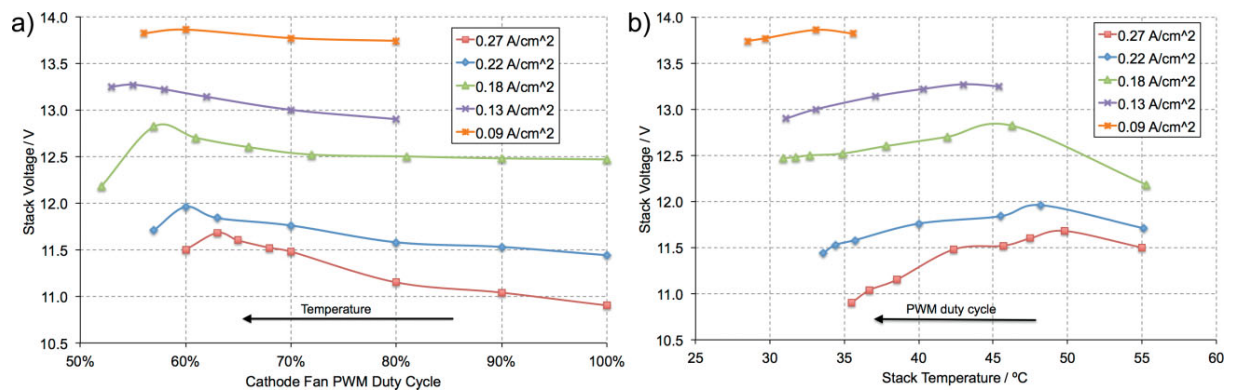 a)
14.0
13.5
13.0
12.5
12.0
11.5
11.0
10.5
Stack Voltage / V
0.27 A/cm^2
0.22 A/cm^2
0.18 A/cm^2
0.13 A/cm^2
0.09 A/cm^2
Temperature
50% 60% 70% 80% 90% 100%
Cathode Fan PWM Duty Cycle
b)
14.0
13.5
13.0
12.5
12.0
11.5
11.0
10.5
Stack Voltage / V
0.27 A/cm^2
0.22 A/cm^2
0.18 A/cm^2
0.13 A/cm^2
0.09 A/cm^2
PWM duty cycle
25 30 35 40 45 50 55 60
Stack Temperature / ºC